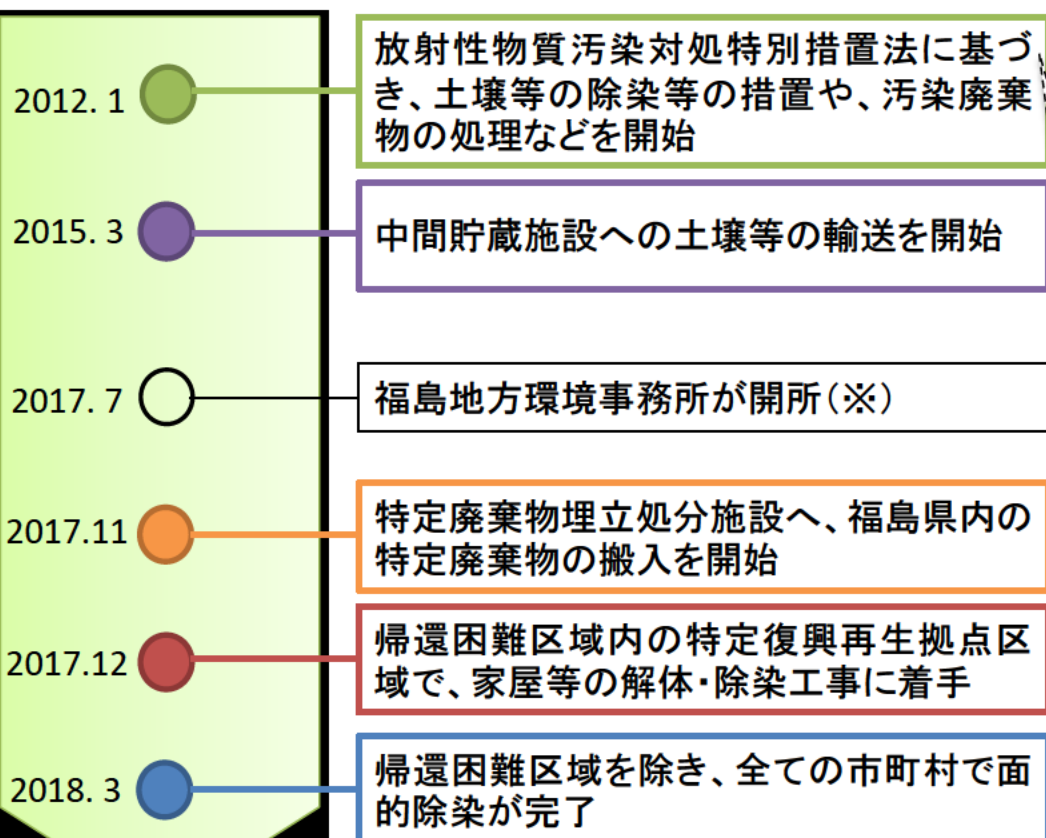 2012. 1
放射性物質汚染対処特別措置法に基づ
き、土壌等の除染等の措置や、汚染廃棄
物の処理などを開始
2015. 3
中間貯蔵施設への土壌等の輸送を開始
2017. 7
福島地方環境事務所が開所(※)
2017.11
特定廃棄物埋立処分施設へ、福島県内の
特定廃棄物の搬入を開始
2017.12
帰還困難区域内の特定復興再生拠点区
域で、家屋等の解体・除染工事に着手
2018. 3
帰還困難区域を除き、全ての市町村で面
的除染が完了